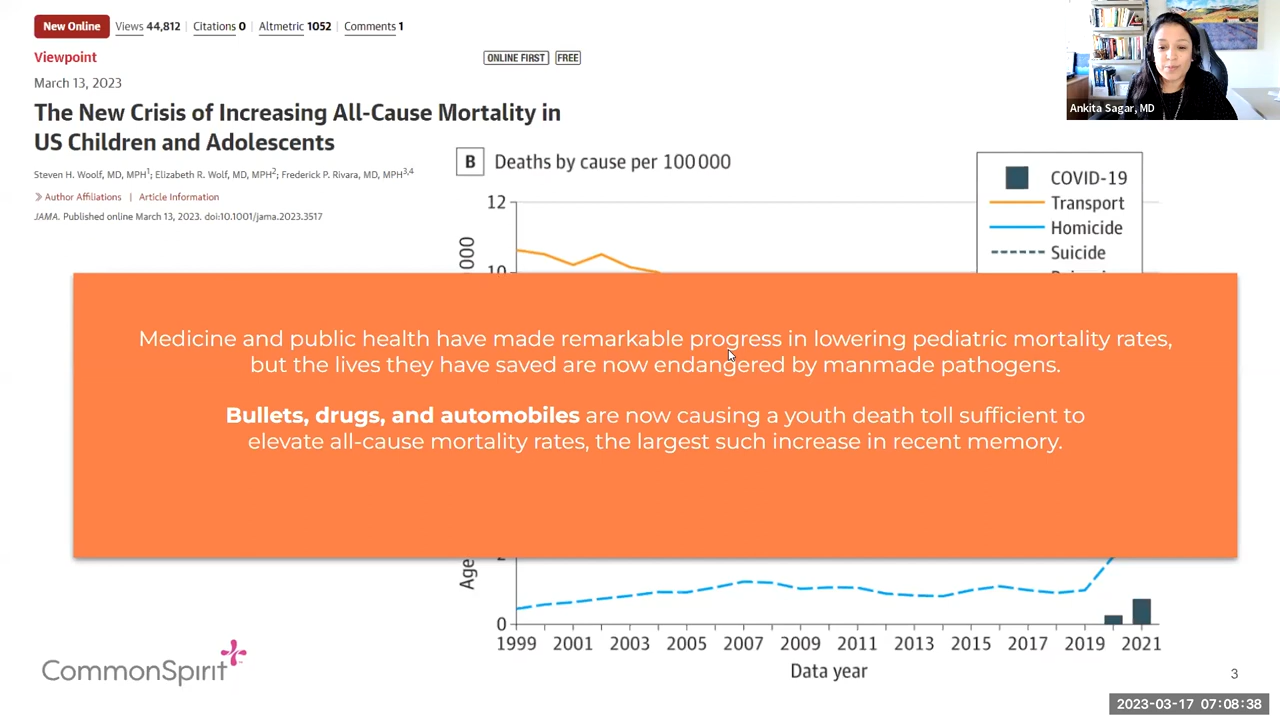 New Online
Views 44,812
Citations 0
Altmetric 1052
Comments 1
Viewpoint
ONLINE FIRST
FREE
March 13, 2023
The New Crisis of Increasing All-Cause Mortality in
US Children and Adolescents
Steven H. Woolf, MD, MPH1; Elizabeth R. Wolf, MD, MPH2; Frederick P. Rivara, MD, MPH3,4
Author Affiliations | Article Information
JAMA. Published online March 13, 2023. doi:10.1001/jama.2023.3517
Ankita Sagar, MD
B Deaths by cause per 100 000
COVID-19
Transport
Homicide
Suicide
12
10
Medicine and public health have made remarkable progress in lowering pediatric mortality rates,
but the lives they have saved are now endangered by manmade pathogens.
Bullets, drugs, and automobiles are now causing a youth death toll sufficient to
elevate all-cause mortality rates, the largest such increase in recent memory.
0
1999 2001 2003 2005 2007 2009 2011 2013 2015 2017 2019 2021
Data year
CommonSpirit
3
2023-03-17 07:08:38